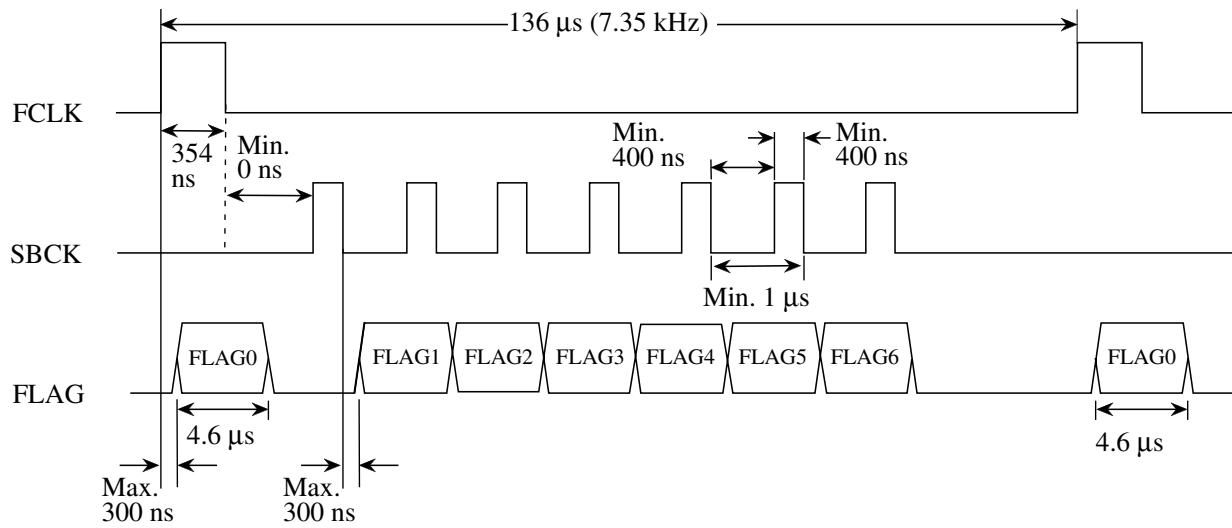 136 μs (7.35 kHz)
FCLK
354
ns
Min.
0 ns
Min.
400 ns
Min.
400 ns
SBCK
Min. 1 μs
FLAG
FLAG0
FLAG1
FLAG2
FLAG3
FLAG4
FLAG5
FLAG6
FLAG0
4.6 μs
4.6 μs
Max.
300 ns
Max.
300 ns